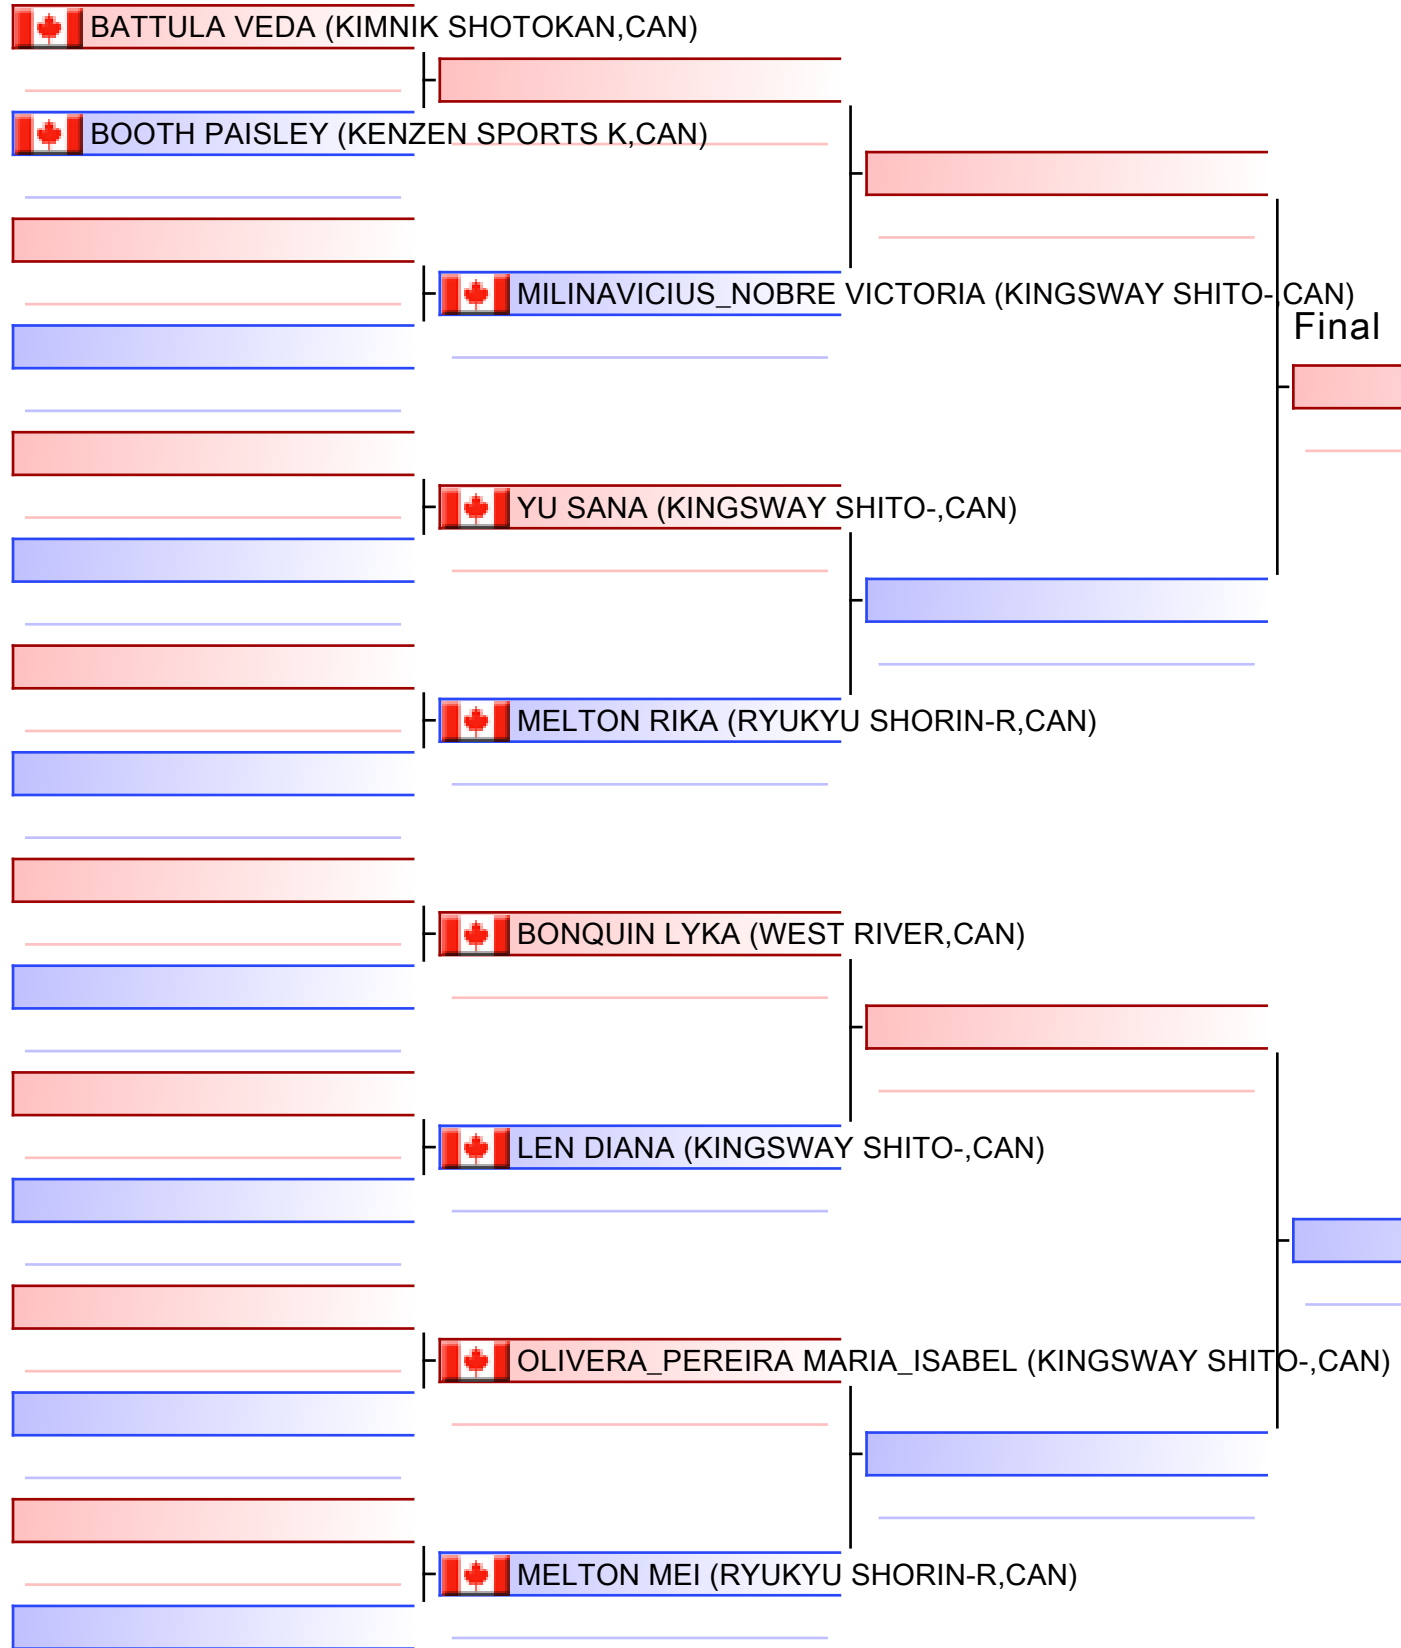 BATTULA VEDA (KIMNIK SHOTOKAN,CAN)
BOOTH PAISLEY (KENZEN SPORTS K,CAN)
MILINAVICIUS_NOBRE VICTORIA (KINGSWAY SHITO-,CAN)
Final
YU SANA (KINGSWAY SHITO-,CAN)
MELTON RIKA (RYUKYU SHORIN-R,CAN)
BONQUIN LYKA (WEST RIVER,CAN)
LEN DIANA (KINGSWAY SHITO-,CAN)
OLIVERA_PEREIRA MARIA_ISABEL (KINGSWAY SHITO-,CAN)
MELTON MEI (RYUKYU SHORIN-R,CAN)